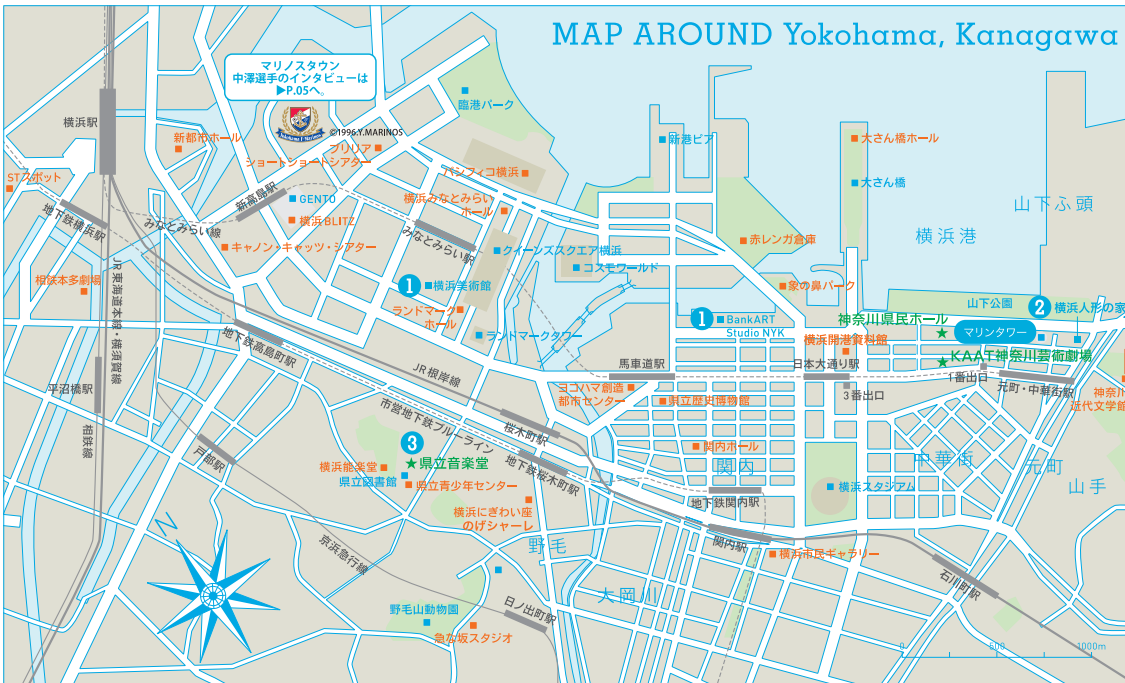 MAP AROUND Yokohama, Kanagawa
マリノスタウン
中澤選手のインタビューは
▶P.05へ。
©1996.Y.MARINOS
臨港パーク
横浜駅
新都市ホール
ブリリア
ショートショートシアター
パシフィコ横浜
新港ピア
大さん橋ホール
大さん橋
STスポット
地下鉄横浜駅
新高島駅
みなとみらい線
GENTO
横浜BLITZ
キャノン・キャッツ・シアター
横浜みなとみらい
ホール
みなとみらい駅
クイーンズスクエア横浜
コスモワールド
赤レンガ倉庫
横浜港
山下ふ頭
相鉄本多劇場
JR東海道本線・横須賀線
1
横浜美術館
ランドマーク
ホール
ランドマークタワー
象の鼻パーク
1
BankART
Studio NYK
山下公園
2
横浜人形の家
神奈川県民ホール
マリンタワー
横浜開港資料館
KAAT神奈川芸術劇場
地下鉄高島町駅
JR根岸線
馬車道駅
日本大通り駅
3番出口
1番出口
元町・中華街駅
神奈川
近代文学館
平沼橋駅
相鉄線
戸部駅
市営地下鉄ブルーライン
桜木町駅
地下鉄桜木町駅
ヨコハマ創造
都市センター
県立歴史博物館
関内ホール
関内
地下鉄関内駅
横浜スタジアム
中華街
元町
山手
3
県立音楽堂
横浜能楽堂
県立図書館
県立青少年センター
横浜にぎわい座
のげシャーレ
野毛
関内駅
横浜市民ギャラリー
石川町駅
大岡川
N
京浜急行線
日ノ出町駅
野毛山動物園
急な坂スタジオ
0
500
1000m